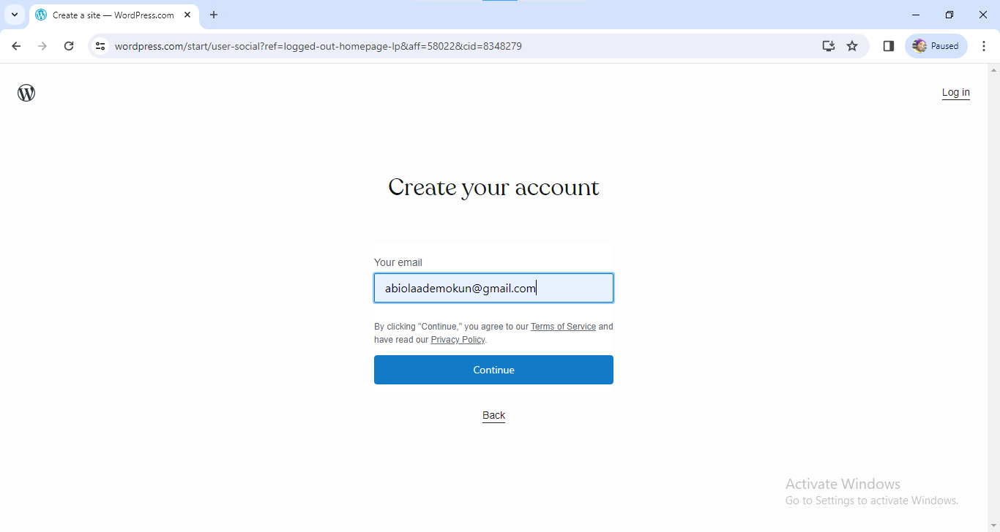 Create a site — WordPress.com
wordpress.com/start/user-social?ref=logged-out-homepage-lp&aff=58022&cid=8348279
Paused
Log in
Create your account
Your email
abiolaademokun@gmail.com
By clicking "Continue," you agree to our Terms of Service and
have read our Privacy Policy.
Continue
Back
Activate Windows
Go to Settings to activate Windows.